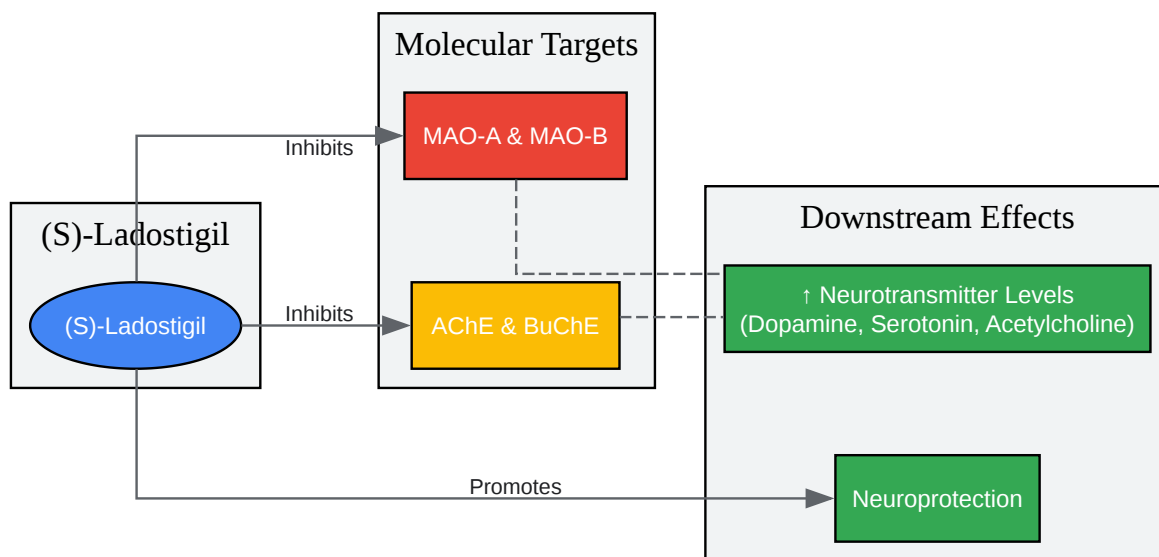 Molecular Targets
MAO-A & MAO-B
Inhibits
(S)-Ladostigil
Downstream Effects
(S)-Ladostigil
Inhibits
AChE & BuChE
↑ Neurotransmitter Levels
(Dopamine, Serotonin, Acetylcholine)
Promotes
Neuroprotection